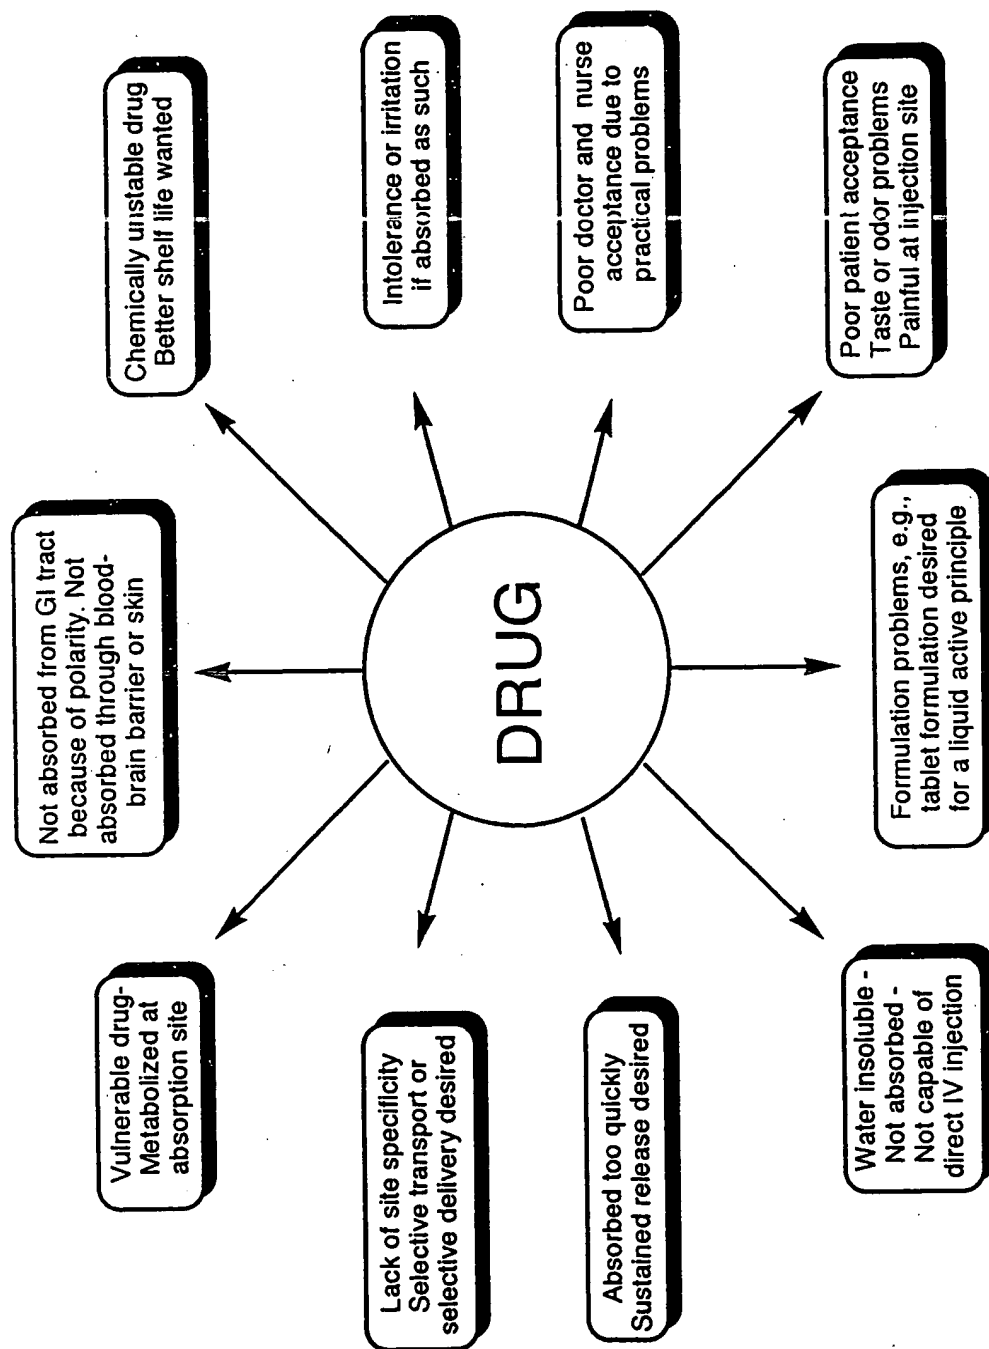 Not absorbed from GI tract
because of polarity. Not
absorbed through blood-
brain barrier or skin
Vulnerable drug-
Metabolized at
absorption site
Chemically unstable drug
Better shelf life wanted
Lack of site specificity
Selective transport or
selective delivery desired
Intolerance or irritation
if absorbed as such
DRUG
Absorbed too quickly
Sustained release desired
Poor doctor and nurse
acceptance due to
practical problems
Water insoluble -
Not absorbed -
Not capable of
direct IV injection
Formulation problems, e.g.,
tablet formulation desired
for a liquid active principle
Poor patient acceptance
Taste or odor problems
Painful at injection site